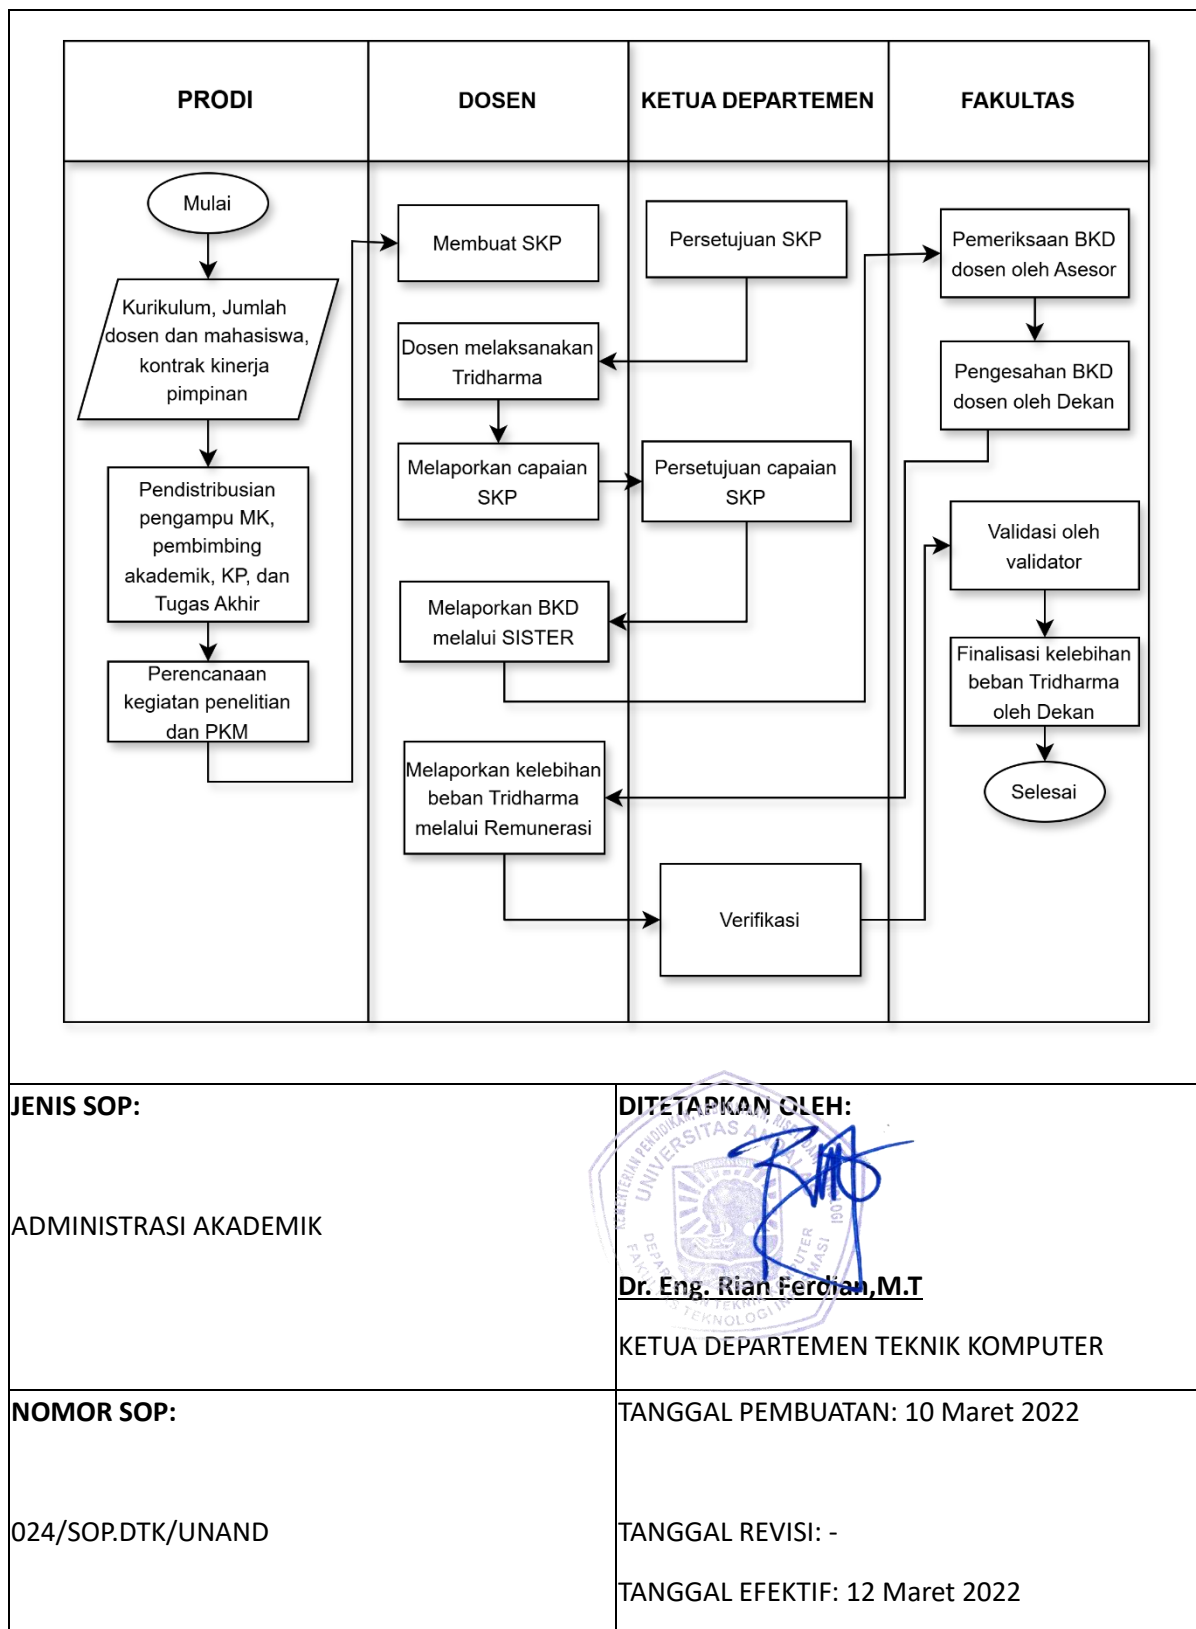 PRODI
DOSEN
KETUA DEPARTEMEN
FAKULTAS
Mulai
Kurikulum, Jumlah
dosen dan mahasiswa,
kontrak kinerja
pimpinan
Pendistribusian
pengampu MK,
pembimbing
akademik, KP, dan
Tugas Akhir
Perencanaan
kegiatan penelitian
dan PKM
Membuat SKP
Dosen melaksanakan
Tridharma
Melaporkan capaian
SKP
Melaporkan BKD
melalui SISTER
Melaporkan kelebihan
beban Tridharma
melalui Remunerasi
Persetujuan SKP
Persetujuan capaian
SKP
Verifikasi
Pemeriksaan BKD
dosen oleh Asesor
Pengesahan BKD
dosen oleh Dekan
Validasi oleh
validator
Finalisasi kelebihan
beban Tridharma
oleh Dekan
Selesai
JENIS SOP:
ADMINISTRASI AKADEMIK
DITETAPKAN OLEH:
UNIVERSITAS ANDALAS
Dr. Eng. Rian Ferdian,M.T
KETUA DEPARTEMEN TEKNIK KOMPUTER
NOMOR SOP:
024/SOP.DTK/UNAND
TANGGAL PEMBUATAN: 10 Maret 2022
TANGGAL REVISI: -
TANGGAL EFEKTIF: 12 Maret 2022